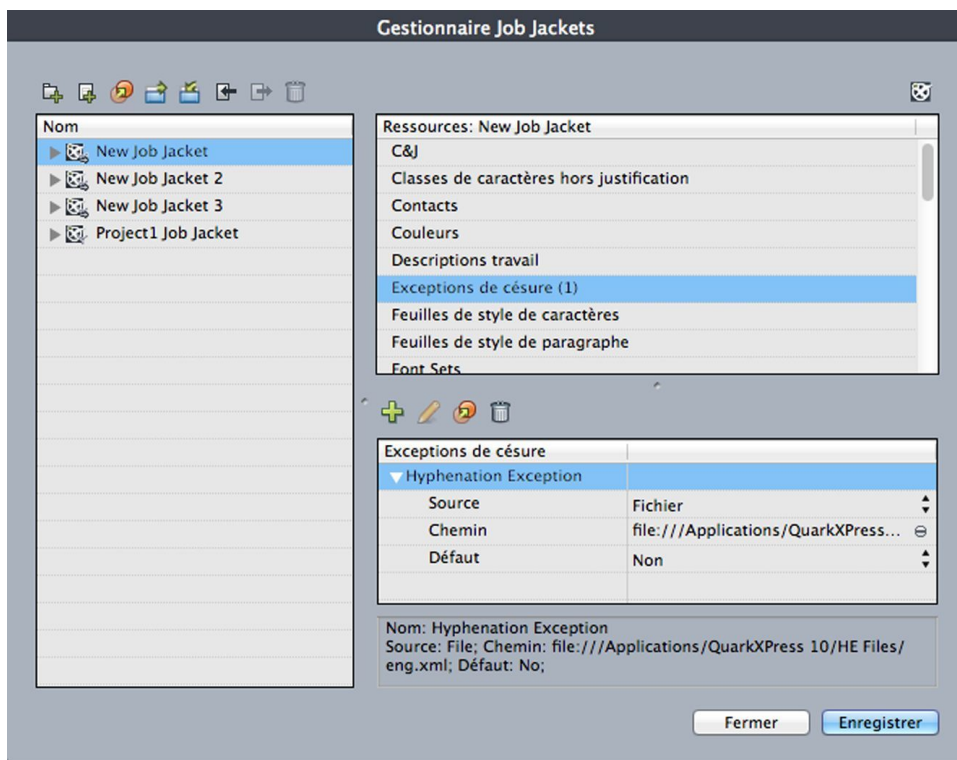 Gestionnaire Job Jackets
Nom
New Job Jacket
New Job Jacket 2
New Job Jacket 3
Project1 Job Jacket
Ressources: New Job Jacket
C&J
Classes de caractères hors justification
Contacts
Couleurs
Descriptions travail
Exceptions de césure (1)
Feuilles de style de caractères
Feuilles de style de paragraphe
Font Sets
Exceptions de césure
Hyphenation Exception
Source Fichier
Chemin file:///Applications/QuarkXPress...
Défaut Non
Nom: Hyphenation Exception
Source: File; Chemin: file:///Applications/QuarkXPress 10/HE Files/
eng.xml; Défaut: No;
Fermer Enregistrer